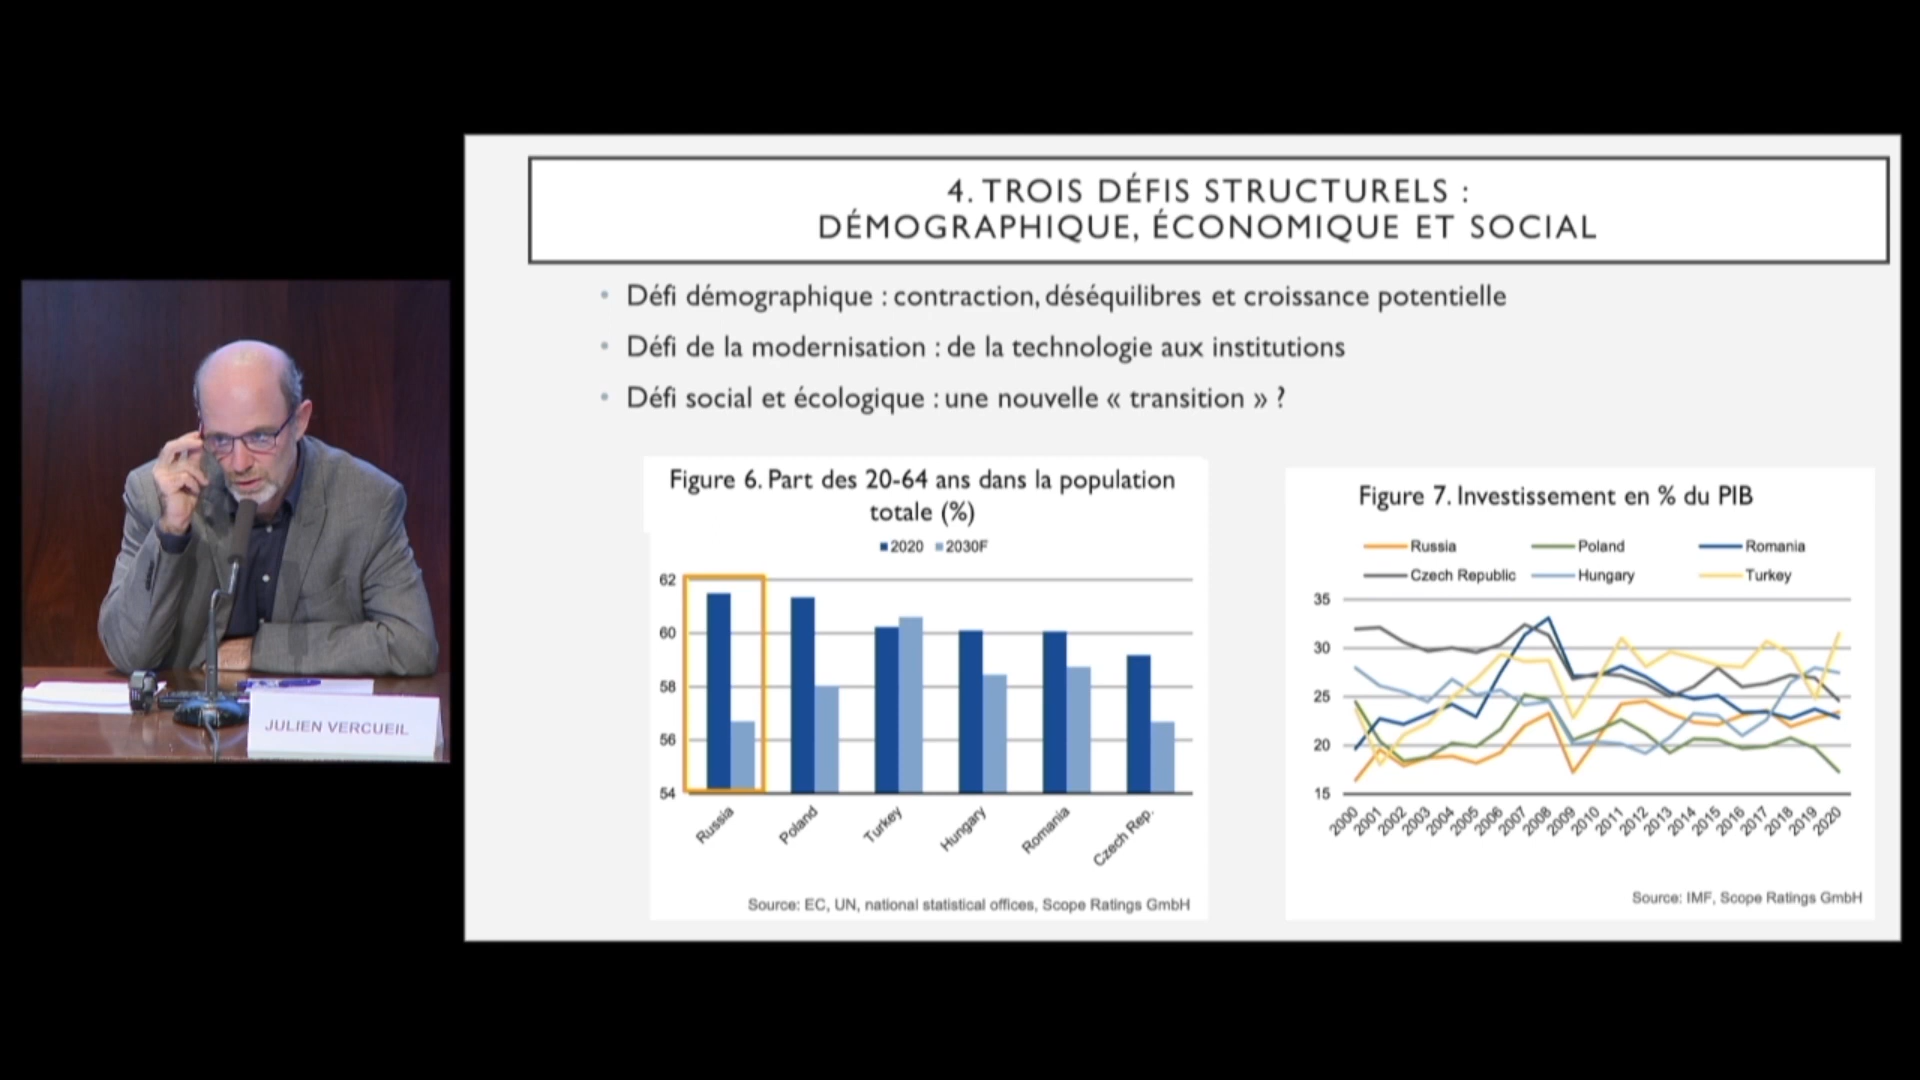 4. TROIS DÉFIS STRUCTURELS :
DÉMOGRAPHIQUE, ÉCONOMIQUE ET SOCIAL
• Défi démographique : contraction, déséquilibres et croissance potentielle
• Défi de la modernisation : de la technologie aux institutions
• Défi social et écologique : une nouvelle « transition » ?
Figure 6. Part des 20-64 ans dans la population
totale (%)
2020 2030F
62
60
58
56
54
Russia Poland Turkey Hungary Romania Czech Rep.
Source: EC, UN, national statistical offices, Scope Ratings GmbH
Figure 7. Investissement en % du PIB
Russia Poland Romania
Czech Republic Hungary Turkey
35
30
25
20
15
2000 2001 2002 2003 2004 2005 2006 2007 2008 2009 2010 2011 2012 2013 2014 2015 2016 2017 2018 2019 2020
Source: IMF, Scope Ratings GmbH
JULIEN VERCUEIL